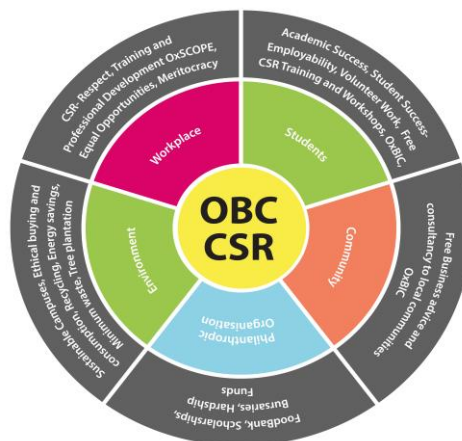 OBC
CSR
Workplace
CSR- Respect, Training and
Professional Development OxSCOPE,
Equal Opportunities, Meritocracy
Students
Academic Success, Student Success-
Employability, Volunteer Work, Free
CSR Training and Workshops, OxBIC,
Community
Free Business advice and
consultancy to local communities
OxBIC
Philanthropic
Organisation
FoodBank, Scholarships,
Bursaries, Hardship
Funds
Environment
Sustainable Campuses, Ethical buying and
consumption, Recycling, Energy savings,
Minimum waste, Tree plantation